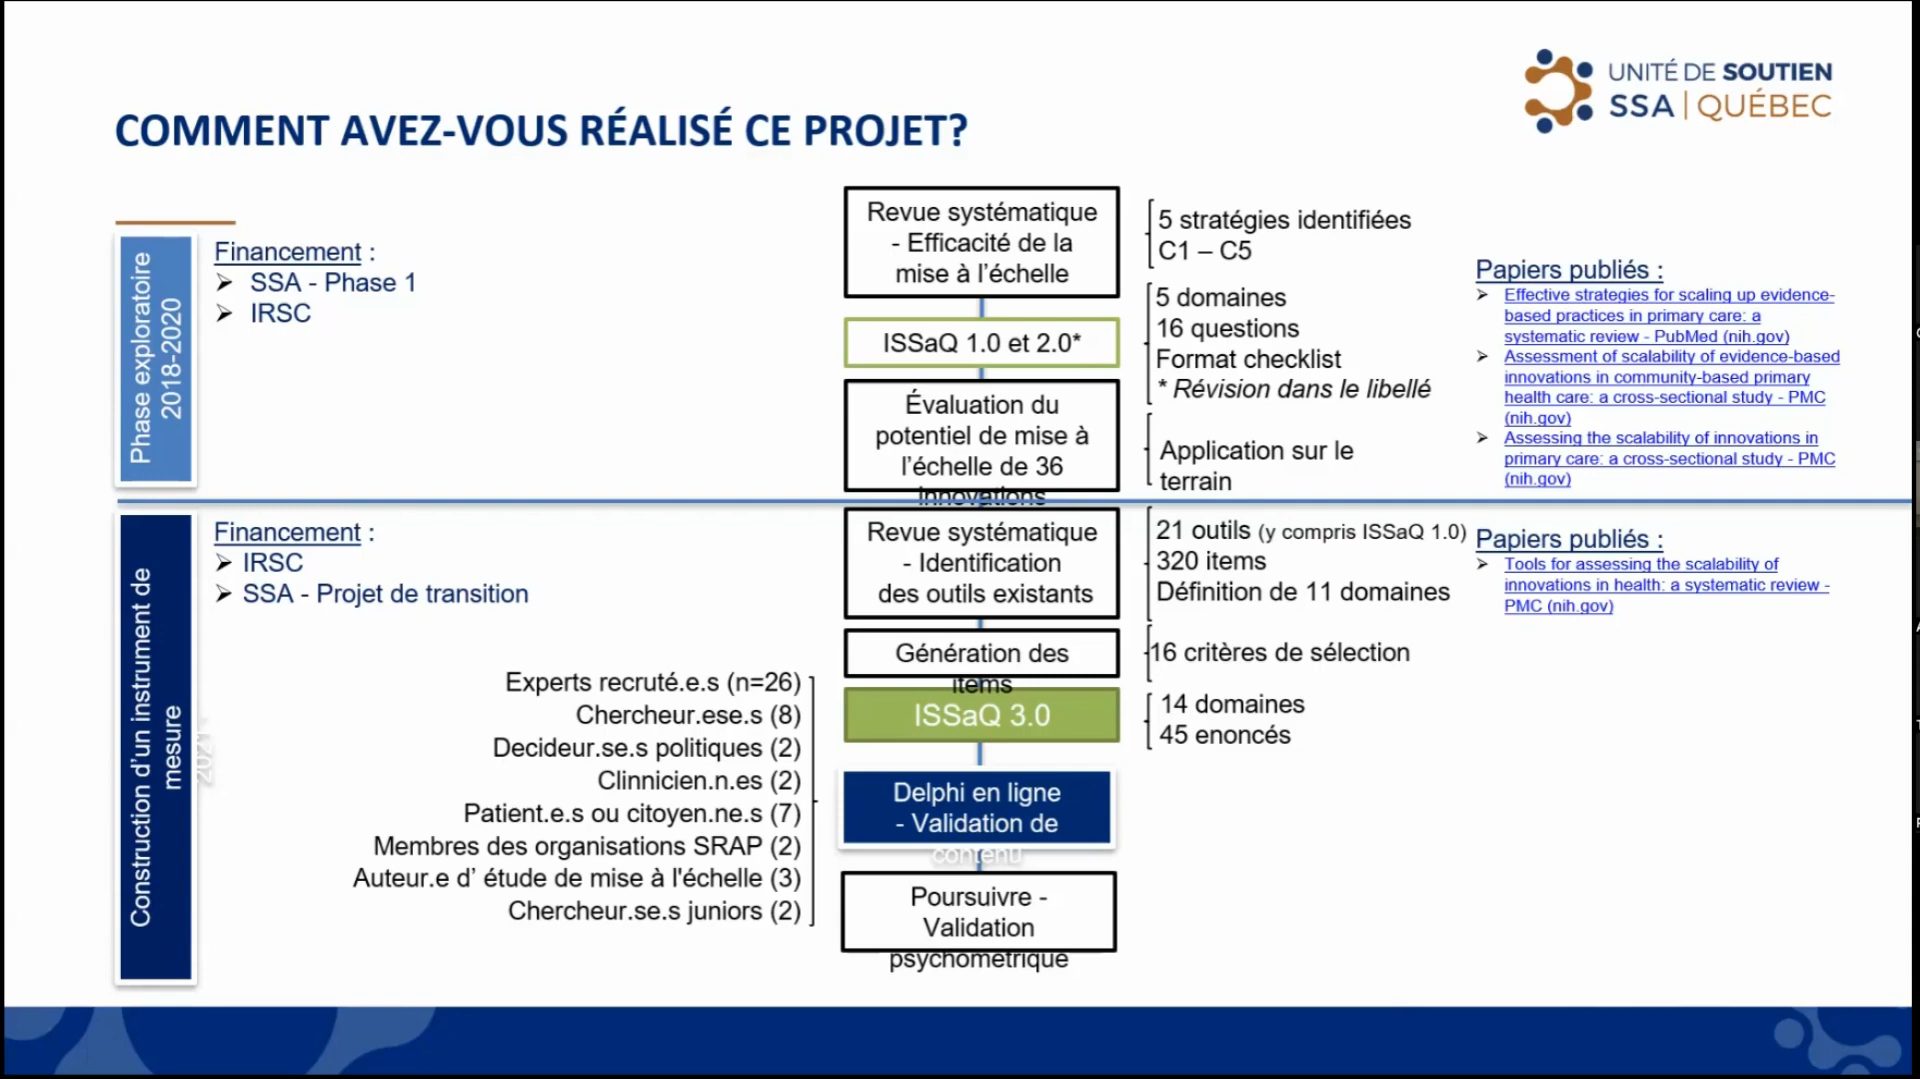 UNITÉ DE SOUTIEN
SSA | QUÉBEC
COMMENT AVEZ-VOUS RÉALISÉ CE PROJET?
Phase exploratoire
2018-2020
Financement :
SSA - Phase 1
IRSC
Revue systématique
- Efficacité de la
mise à l'échelle
5 stratégies identifiées
C1 – C5
ISSaQ 1.0 et 2.0*
5 domaines
16 questions
Format checklist
* Révision dans le libellé
Évaluation du
potentiel de mise à
l'échelle de 36
innovations
Application sur le
terrain
Papiers publiés :
Effective strategies for scaling up evidence-
based practices in primary care: a
systematic review - PubMed (nih.gov)
Assessment of scalability of evidence-based
innovations in community-based primary
health care: a cross-sectional study - PMC
(nih.gov)
Assessing the scalability of innovations in
primary care: a cross-sectional study - PMC
(nih.gov)
Construction d'un instrument de
mesure
2021 -
Financement :
IRSC
SSA - Projet de transition
Revue systématique
- Identification
des outils existants
21 outils (y compris ISSaQ 1.0)
320 items
Définition de 11 domaines
Papiers publiés :
Tools for assessing the scalability of
innovations in health: a systematic review -
PMC (nih.gov)
Génération des
items
16 critères de sélection
ISSaQ 3.0
14 domaines
45 enoncés
Experts recruté.e.s (n=26)
Chercheur.ese.s (8)
Decideur.se.s politiques (2)
Clinnicien.n.es (2)
Patient.e.s ou citoyen.ne.s (7)
Membres des organisations SRAP (2)
Auteur.e d' étude de mise à l'échelle (3)
Chercheur.se.s juniors (2)
Delphi en ligne
- Validation de
contenu
Poursuivre -
Validation
psychométrique